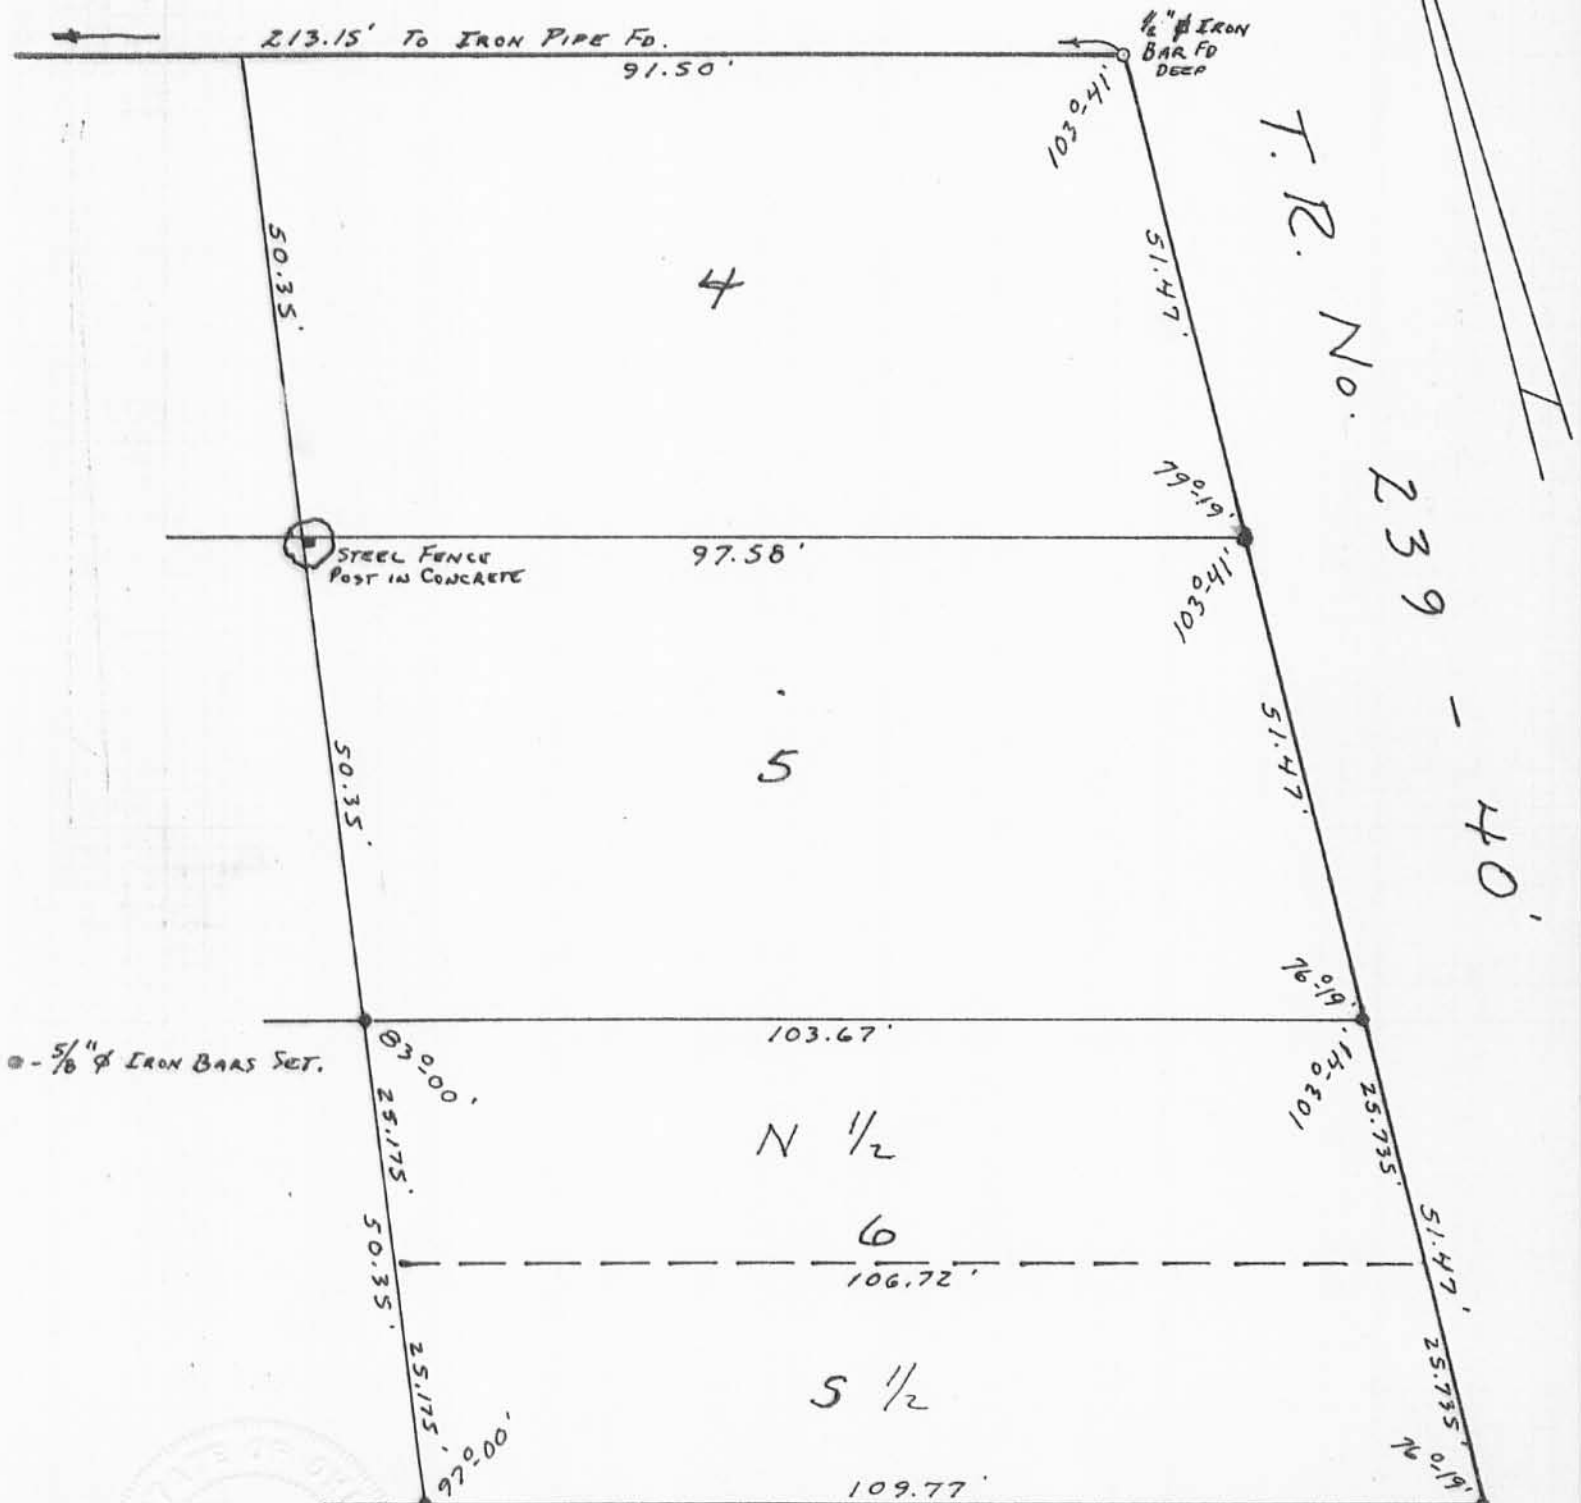 213.15' TO IRON PIPE FD.
91.50'
1/2" ø IRON
BAR FD
DEEP
103°-41'
50.35'
4
51.47'
T.R. No. 239 - 40'
76°-19'
STEEL FENCE
POST IN CONCRETE
97.58'
103°-41'
50.35'
5
51.47'
76°-19'
103.67'
● - 5/8" ø IRON BARS SET.
83°-00'
103°-41'
25.175'
N 1/2
25.735'
50.35'
6
51.47'
106.72'
25.175'
S 1/2
25.735'
97°-00'
76°-19'
109.77'